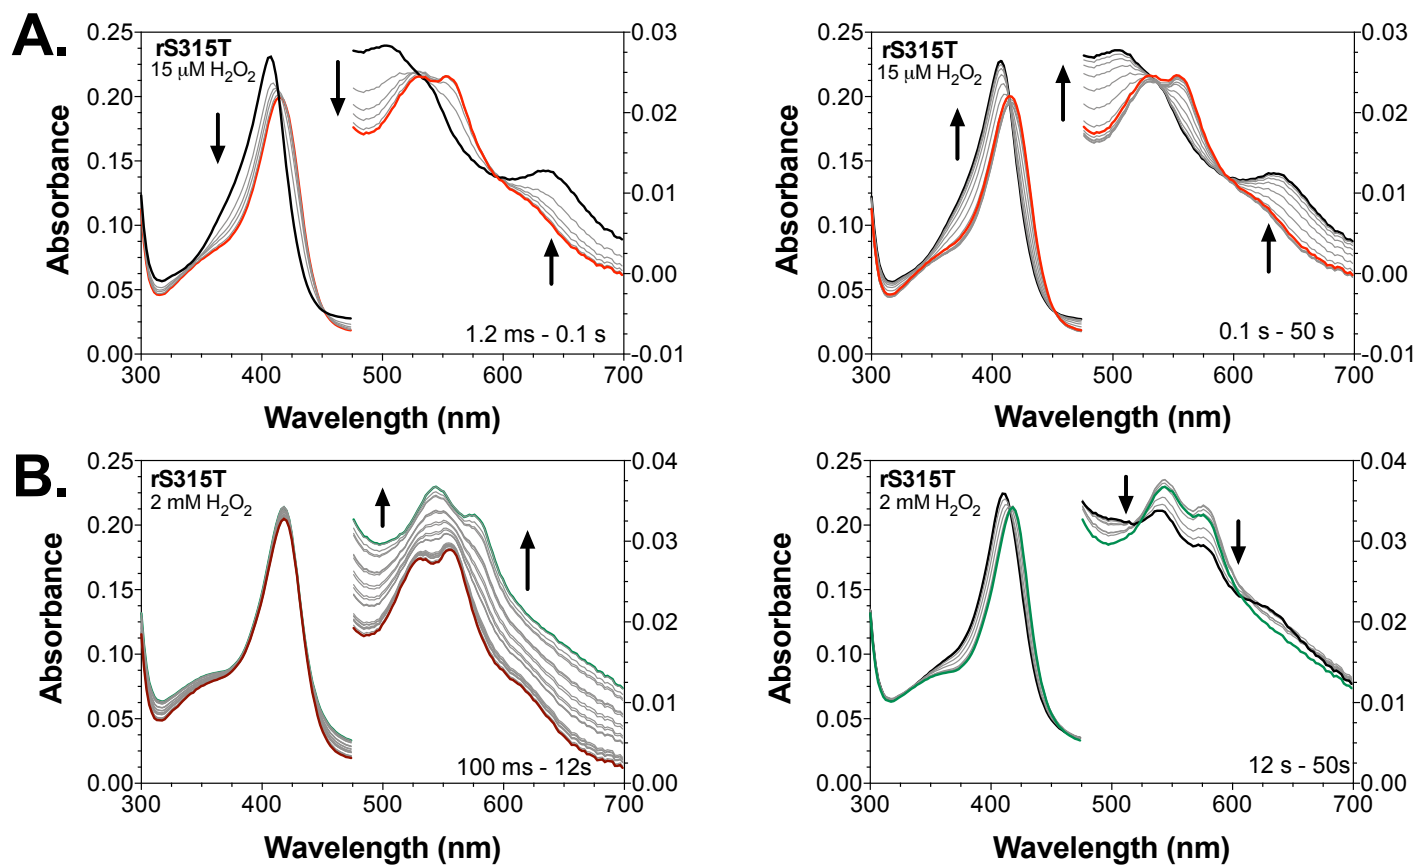 A.
rS315T
15 μM H₂O₂
0.25
0.20
0.15
0.10
0.05
0.00
Absorbance
0.03
0.02
0.01
0.00
-0.01
1.2 ms - 0.1 s
300 400 500 600 700
Wavelength (nm)
rS315T
15 μM H₂O₂
0.25
0.20
0.15
0.10
0.05
0.00
Absorbance
0.03
0.02
0.01
0.00
-0.01
0.1 s - 50 s
300 400 500 600 700
Wavelength (nm)
B.
rS315T
2 mM H₂O₂
0.25
0.20
0.15
0.10
0.05
0.00
Absorbance
0.04
0.03
0.02
0.01
0.00
100 ms - 12s
300 400 500 600 700
Wavelength (nm)
rS315T
2 mM H₂O₂
0.25
0.20
0.15
0.10
0.05
0.00
Absorbance
0.04
0.03
0.02
0.01
0.00
12 s - 50s
300 400 500 600 700
Wavelength (nm)